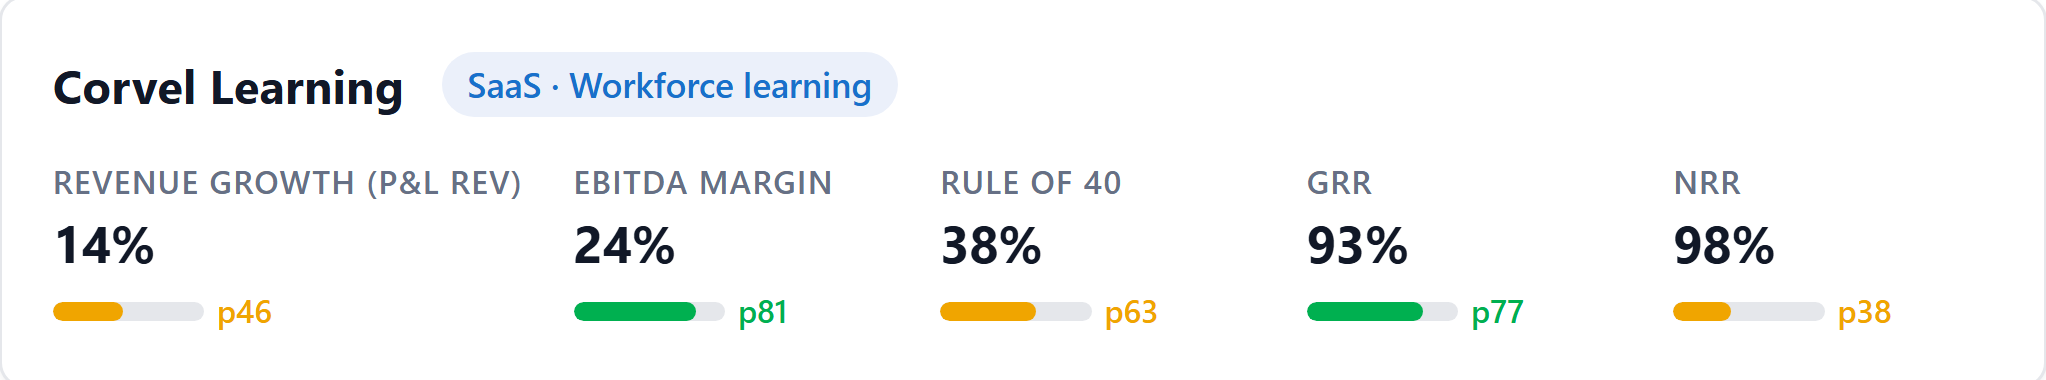 Corvel Learning SaaS · Workforce learning
REVENUE GROWTH (P&L REV) EBITDA MARGIN RULE OF 40 GRR NRR
14% 24% 38% 93% 98%
p46 p81 p63 p77 p38